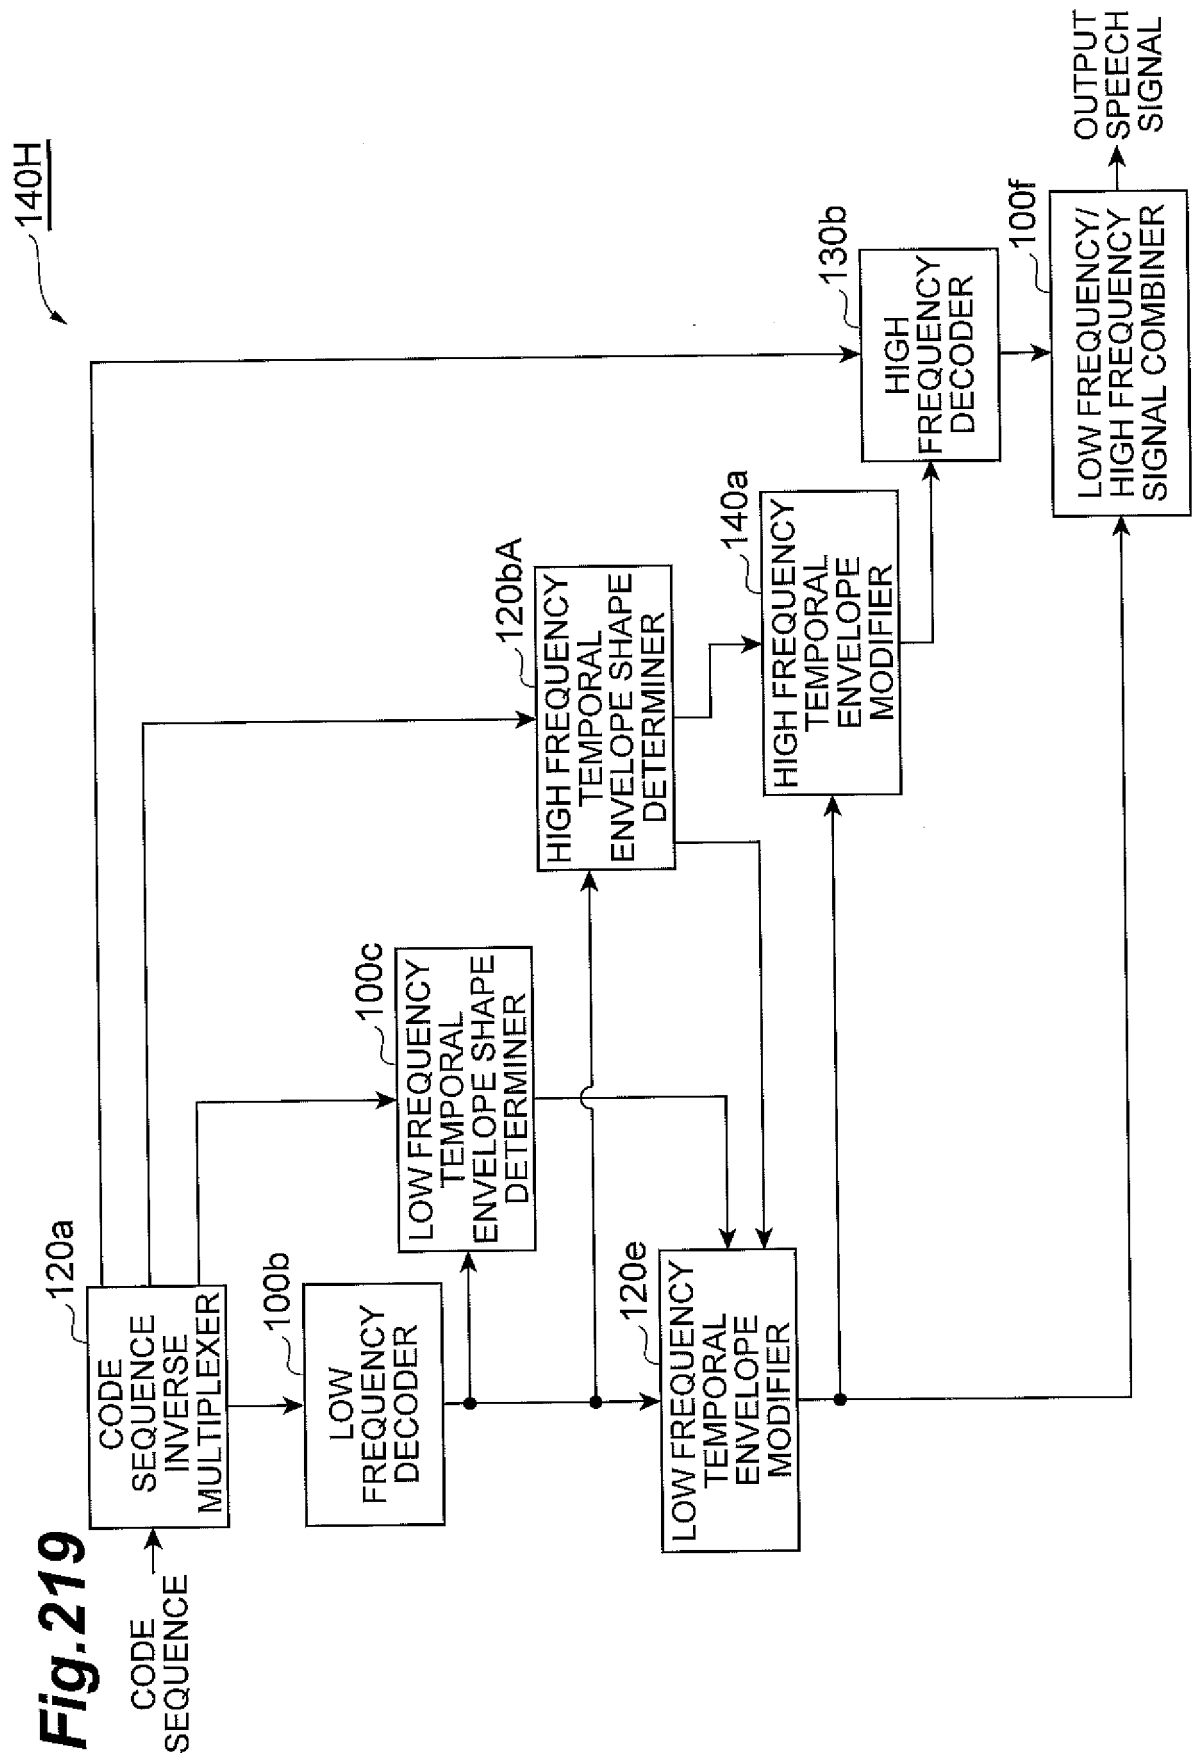 Fig.219
140H
CODE
SEQUENCE
120a
CODE
SEQUENCE
INVERSE
MULTIPLEXER
100b
LOW
FREQUENCY
DECODER
100c
LOW FREQUENCY
TEMPORAL
ENVELOPE SHAPE
DETERMINER
120bA
HIGH FREQUENCY
TEMPORAL
ENVELOPE SHAPE
DETERMINER
120e
LOW FREQUENCY
TEMPORAL
ENVELOPE
MODIFIER
140a
HIGH FREQUENCY
TEMPORAL
ENVELOPE
MODIFIER
130b
HIGH
FREQUENCY
DECODER
100f
LOW FREQUENCY/
HIGH FREQUENCY
SIGNAL COMBINER
OUTPUT
SPEECH
SIGNAL